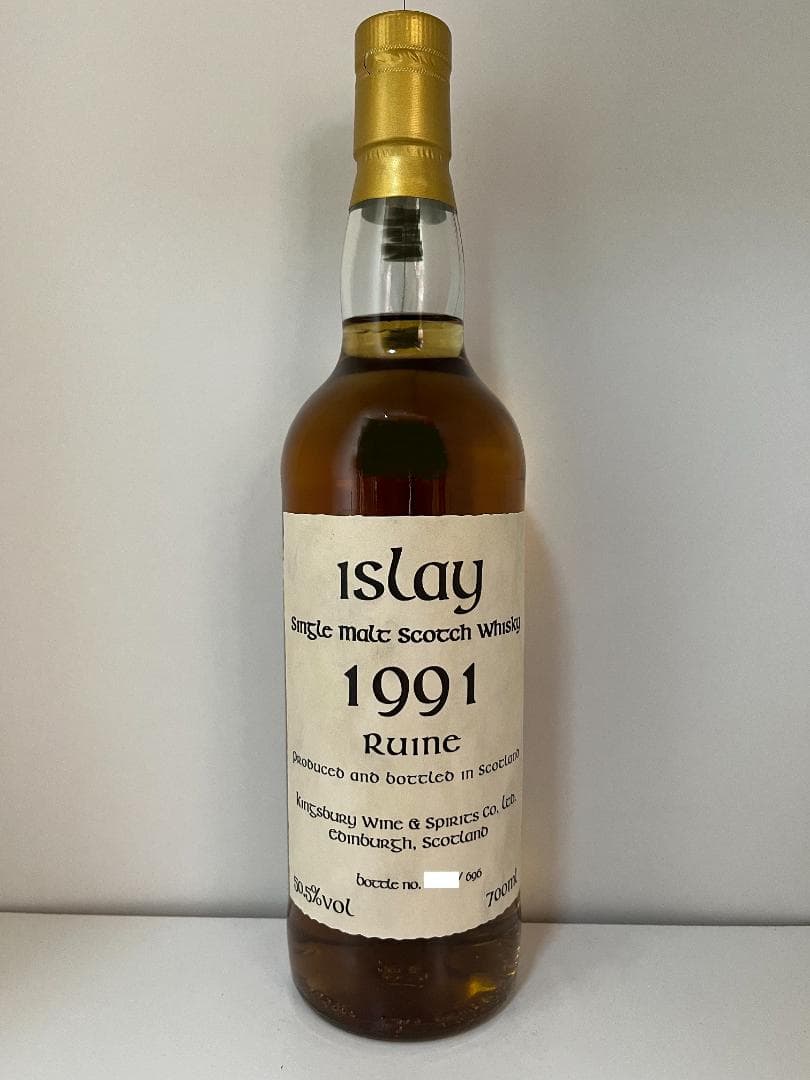 Islay
Single Malt Scotch Whisky
1991
Ruine
Produced and bottled in Scotland
Kingsbury Wine & Spirits Co. Ltd.
Edinburgh, Scotland
bottle no. / 696
50.5%vol 700ml